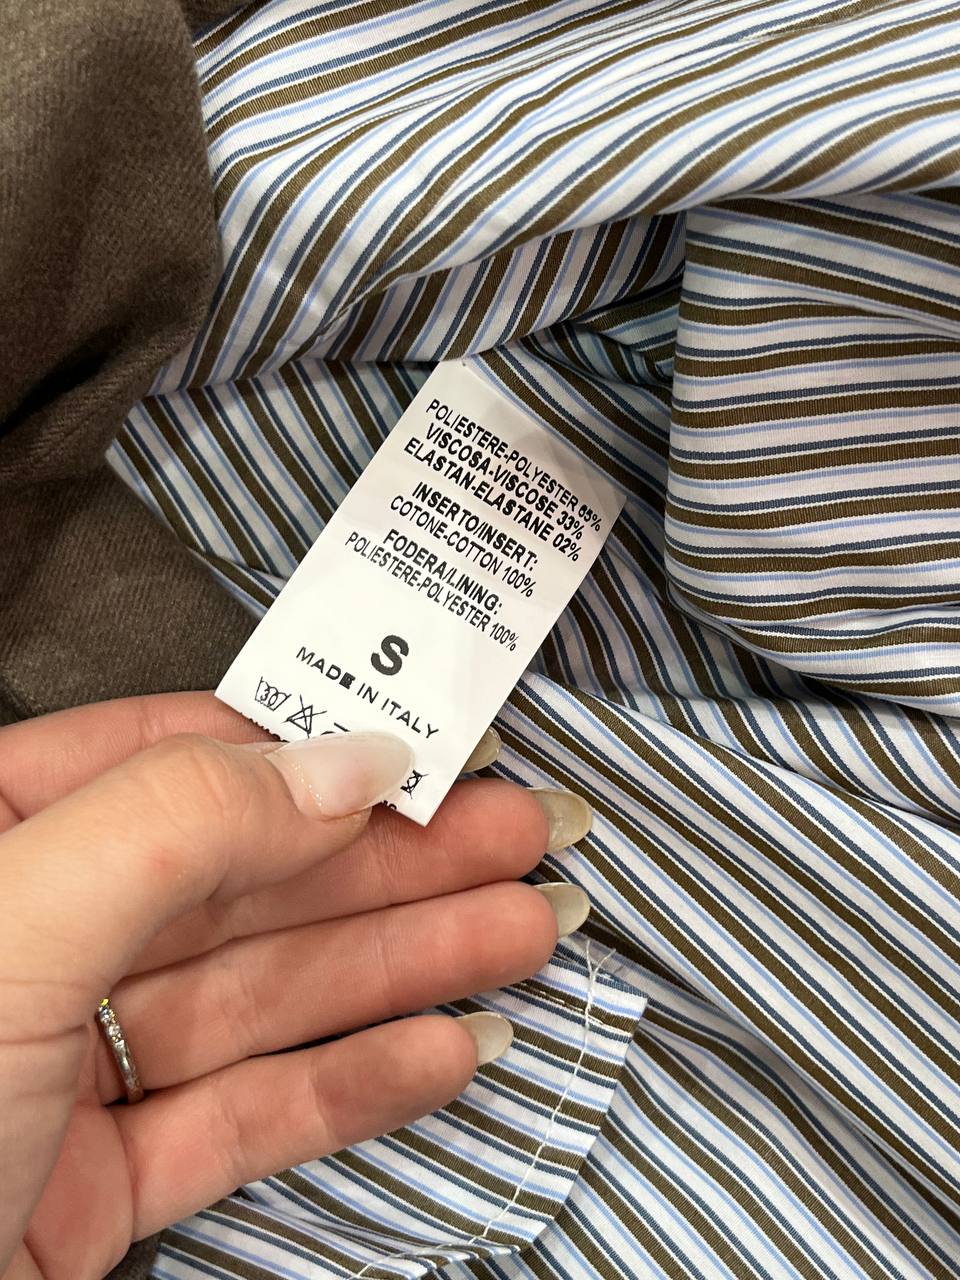 POLIESTERE-POLYESTER 65%
VISCOSA-VISCOSE 33%
ELASTAN-ELASTANE 02%
INSERTO/INSERT:
COTONE-COTTON 100%
FODERA/LINING:
POLIESTERE-POLYESTER 100%
S
MADE IN ITALY
30